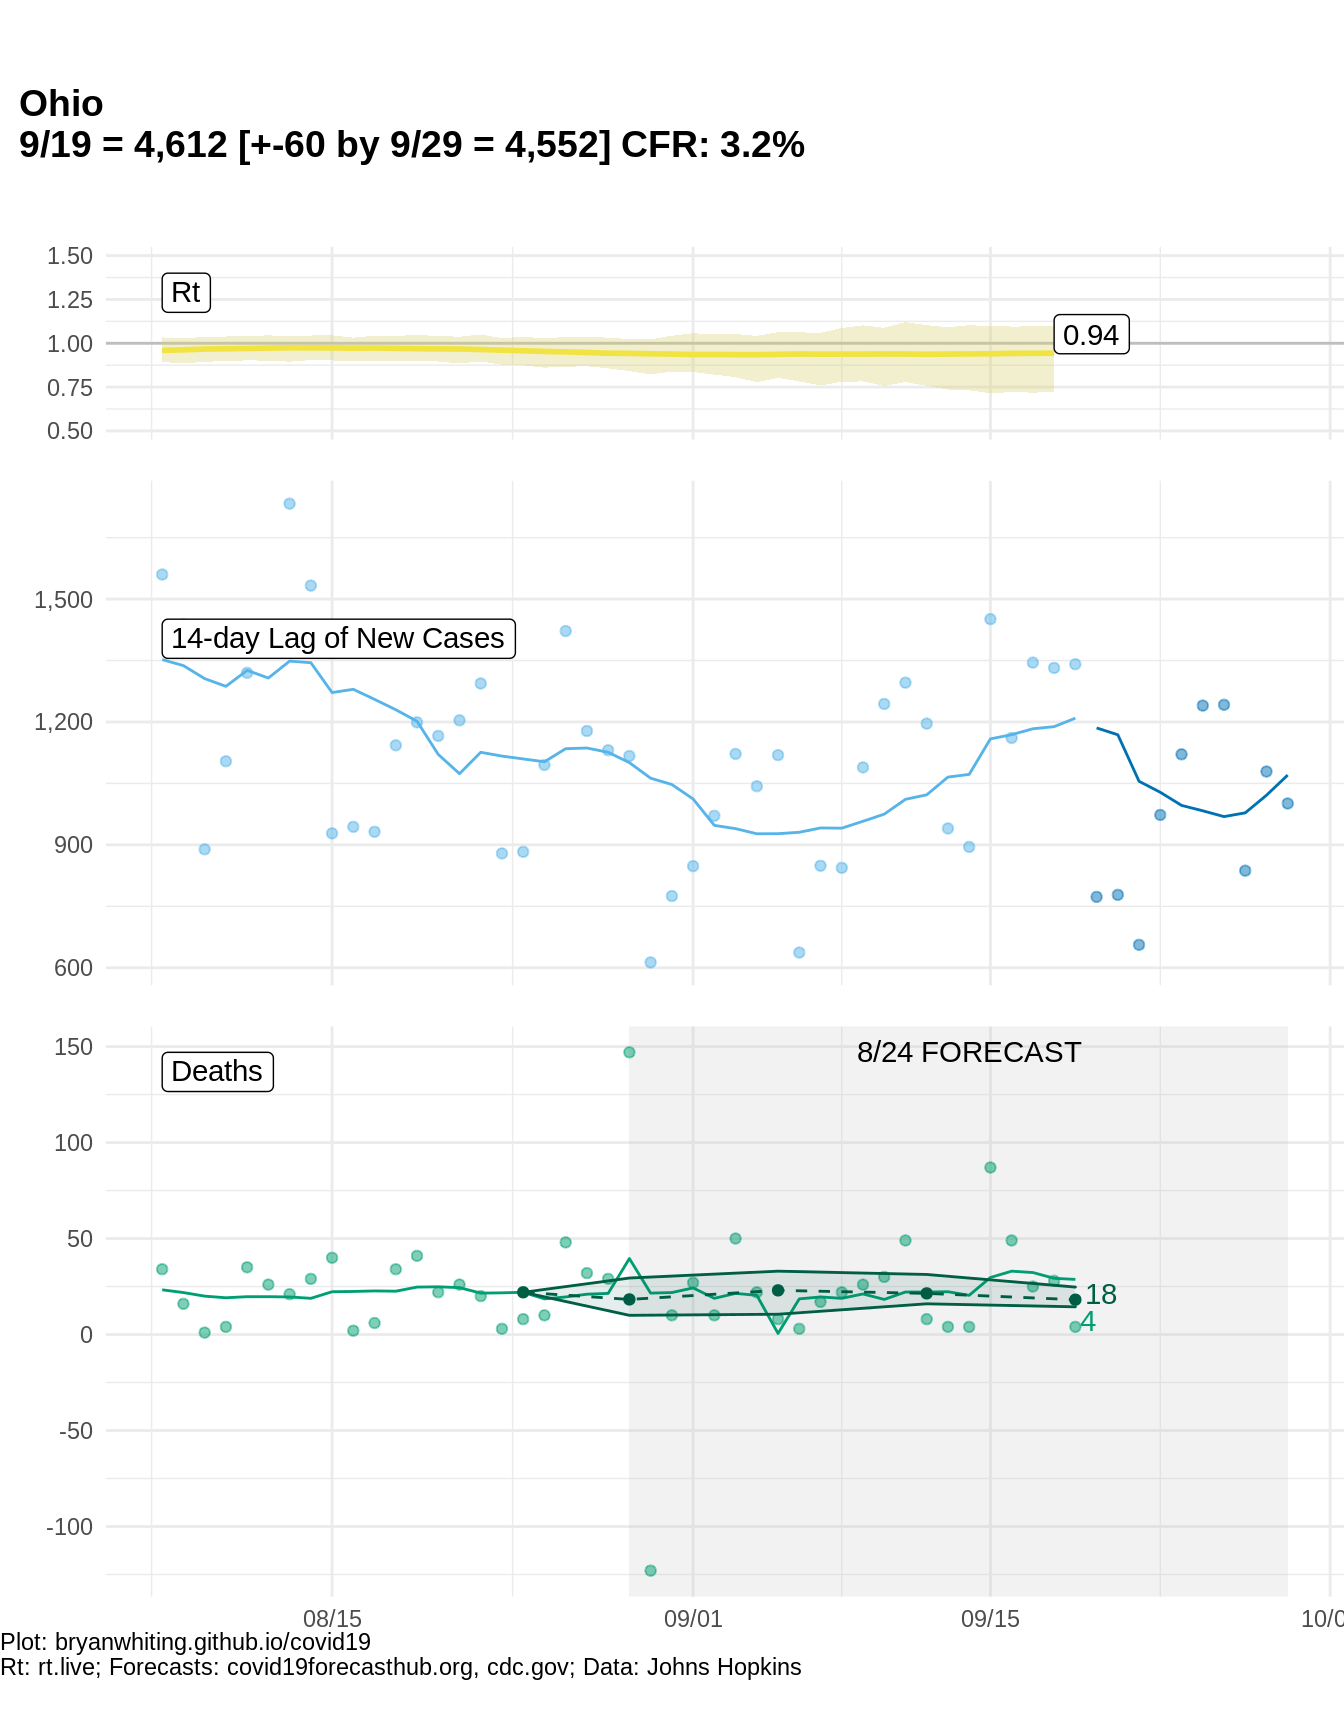 Ohio
9/19 = 4,612 [+-60 by 9/29 = 4,552] CFR: 3.2%
1.50
1.25
1.00
0.75
0.50
Rt
0.94
1,500
1,200
900
600
14-day Lag of New Cases
150
100
50
0
-50
-100
Deaths
8/24 FORECAST
18
4
08/15
09/01
09/15
10/0
Plot: bryanwhiting.github.io/covid19
Rt: rt.live; Forecasts: covid19forecasthub.org, cdc.gov; Data: Johns Hopkins